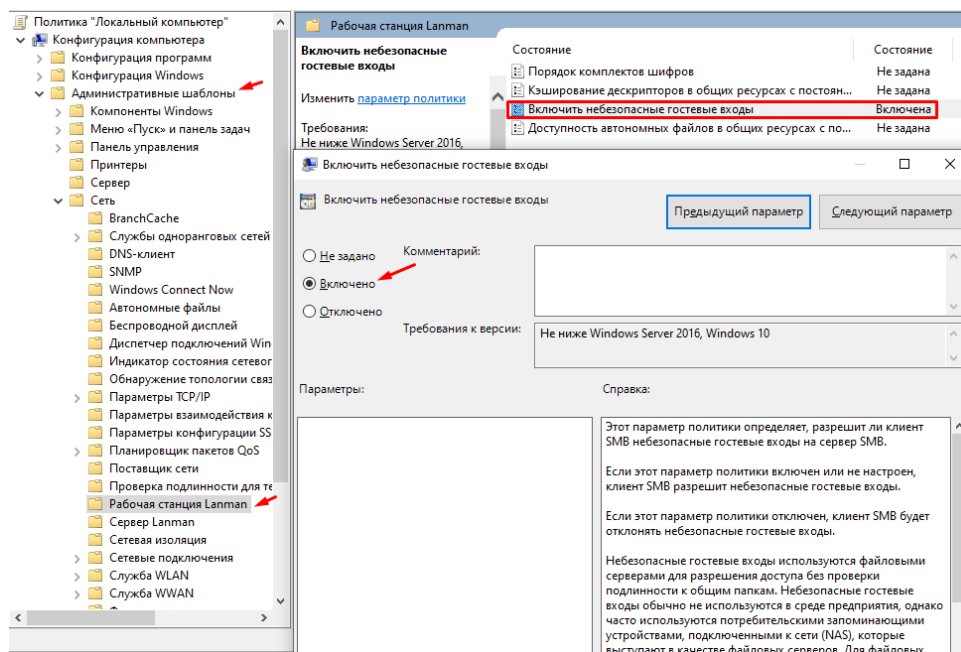 Политика "Локальный компьютер"
Конфигурация компьютера
Конфигурация программ
Конфигурация Windows
Административные шаблоны
Компоненты Windows
Меню «Пуск» и панель задач
Панель управления
Принтеры
Сервер
Сеть
BranchCache
Службы одноранговых сетей
DNS-клиент
SNMP
Windows Connect Now
Автономные файлы
Беспроводной дисплей
Диспетчер подключений Win
Индикатор состояния сетевог
Обнаружение топологии связ
Параметры TCP/IP
Параметры взаимодействия к
Параметры конфигурации SS
Планировщик пакетов QoS
Поставщик сети
Проверка подлинности для те
Рабочая станция Lanman
Сервер Lanman
Сетевая изоляция
Сетевые подключения
Служба WLAN
Служба WWAN
Рабочая станция Lanman
Включить небезопасные
гостевые входы
Изменить параметр политики
Требования:
Не ниже Windows Server 2016,
Состояние Состояние
Порядок комплектов шифров Не задана
Кэширование дескрипторов в общих ресурсах с постоян... Не задана
Включить небезопасные гостевые входы Включена
Доступность автономных файлов в общих ресурсах с по... Не задана
Включить небезопасные гостевые входы
Включить небезопасные гостевые входы
Предыдущий параметр Следующий параметр
Не задано Комментарий:
Включено
Отключено
Требования к версии: Не ниже Windows Server 2016, Windows 10
Параметры: Справка:
Этот параметр политики определяет, разрешит ли клиент
SMB небезопасные гостевые входы на сервер SMB.
Если этот параметр политики включен или не настроен,
клиент SMB разрешит небезопасные гостевые входы.
Если этот параметр политики отключен, клиент SMB будет
отклонять небезопасные гостевые входы.
Небезопасные гостевые входы используются файловыми
серверами для разрешения доступа без проверки
подлинности к общим папкам. Небезопасные гостевые
входы обычно не используются в среде предприятия, однако
часто используются потребительскими запоминающими
устройствами, подключенными к сети (NAS), которые
выступают в качестве файловых серверов. Для файловых